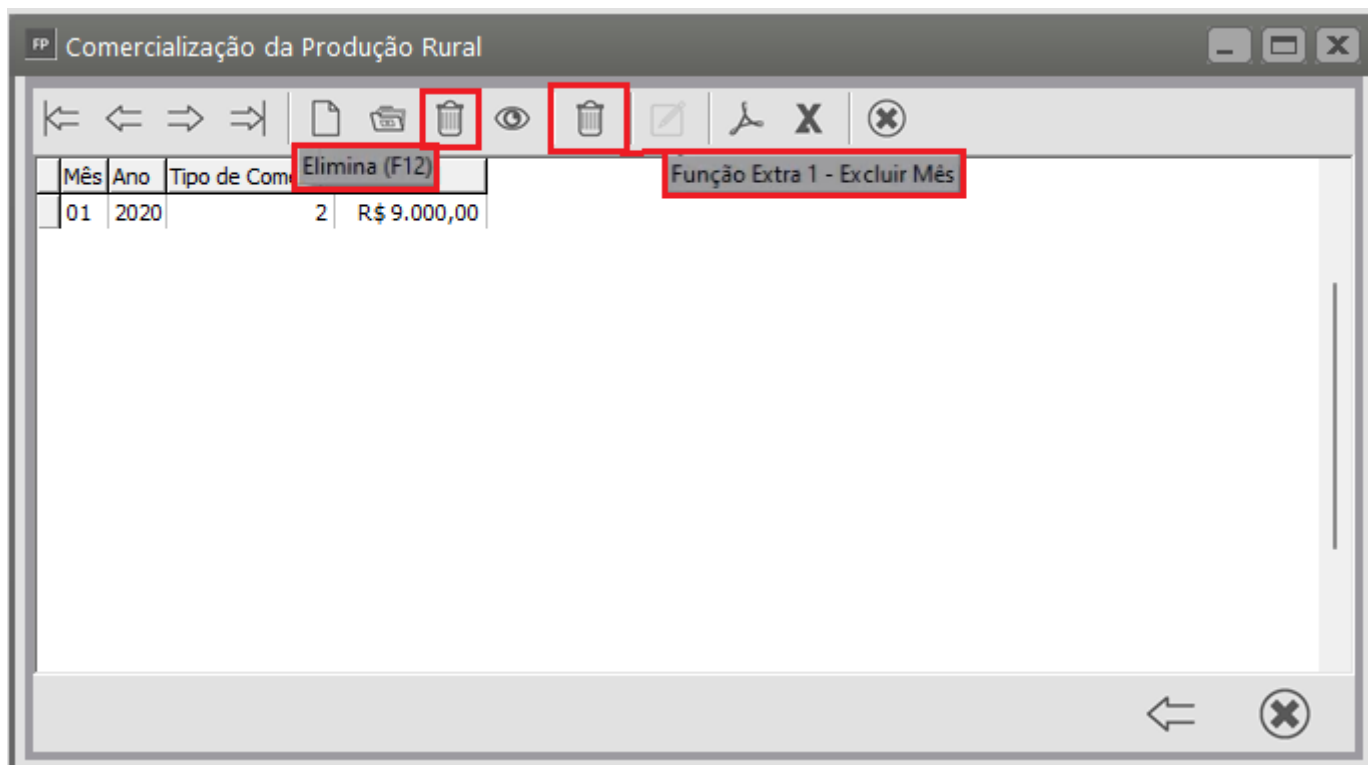 FP Comercialização da Produção Rural
Elimina (F12)
Função Extra 1 - Excluir Mês
Mês Ano Tipo de Com
01 2020 2 R$ 9.000,00